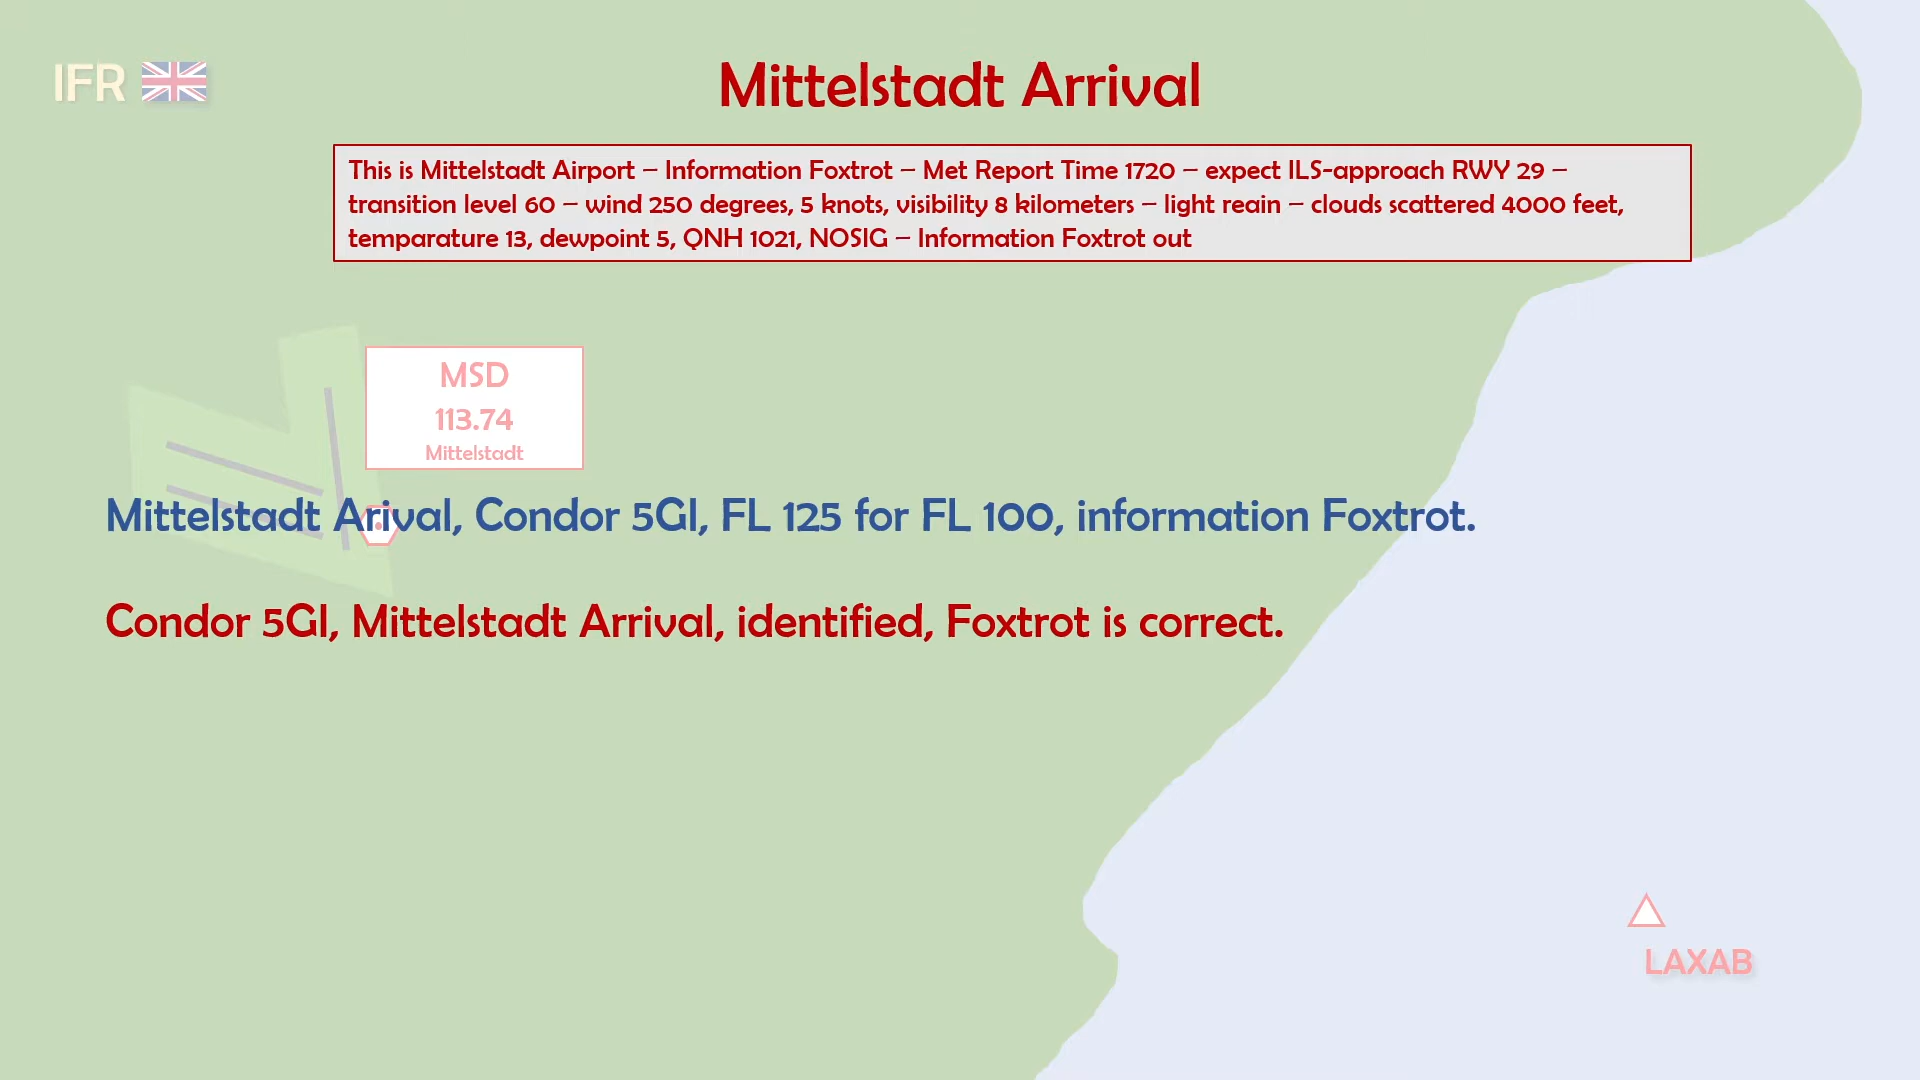 IFR
Mittelstadt Arrival
This is Mittelstadt Airport – Information Foxtrot – Met Report Time 1720 – expect ILS-approach RWY 29 –
transition level 60 – wind 250 degrees, 5 knots, visibility 8 kilometers – light reain – clouds scattered 4000 feet,
temparature 13, dewpoint 5, QNH 1021, NOSIG – Information Foxtrot out
MSD
113.74
Mittelstadt
Mittelstadt Arival, Condor 5GI, FL 125 for FL 100, information Foxtrot.
Condor 5GI, Mittelstadt Arrival, identified, Foxtrot is correct.
LAXAB